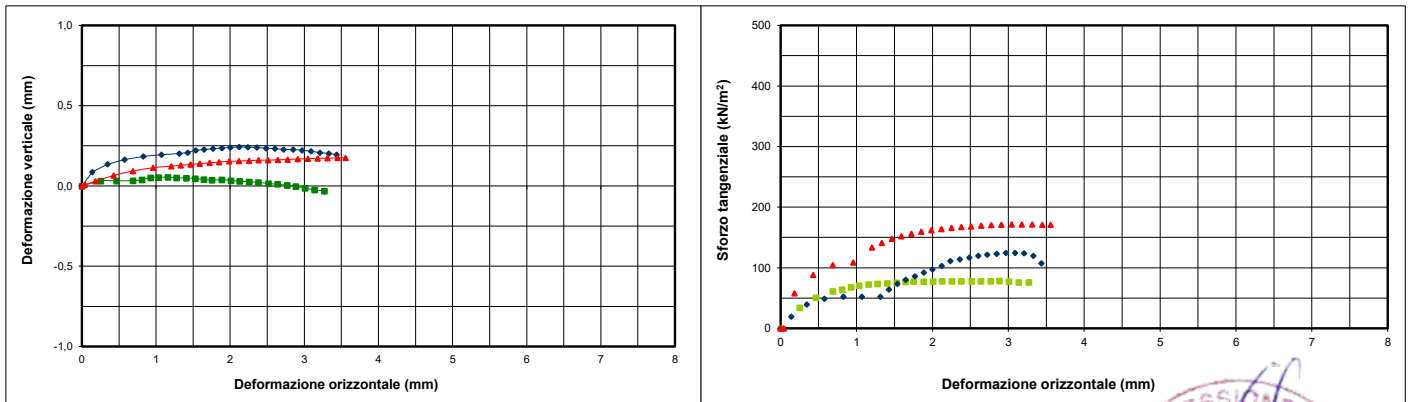 1,0
0,5
0,0
-0,5
-1,0
Deformazione verticale (mm)
0 1 2 3 4 5 6 7 8
Deformazione orizzontale (mm)
500
400
300
200
100
0
Sforzo tangenziale (kN/m²)
0 1 2 3 4 5 6 7 8
Deformazione orizzontale (mm)